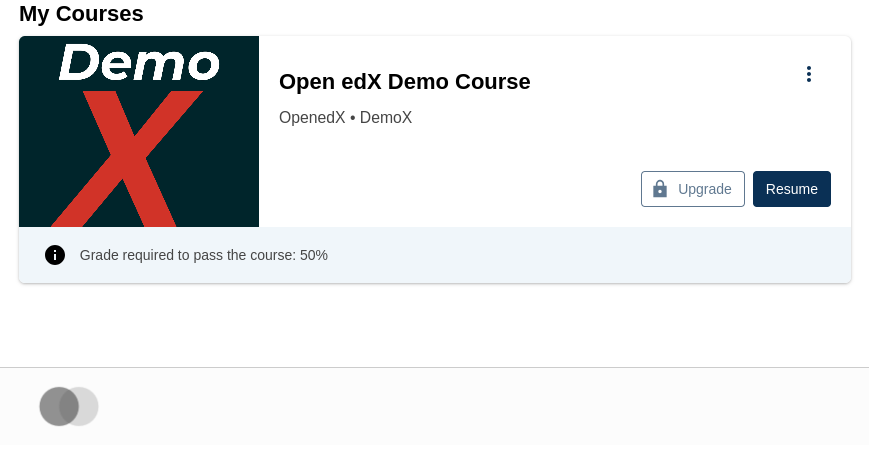 My Courses
Demo
X
Open edX Demo Course
OpenedX • DemoX
Upgrade
Resume
Grade required to pass the course: 50%